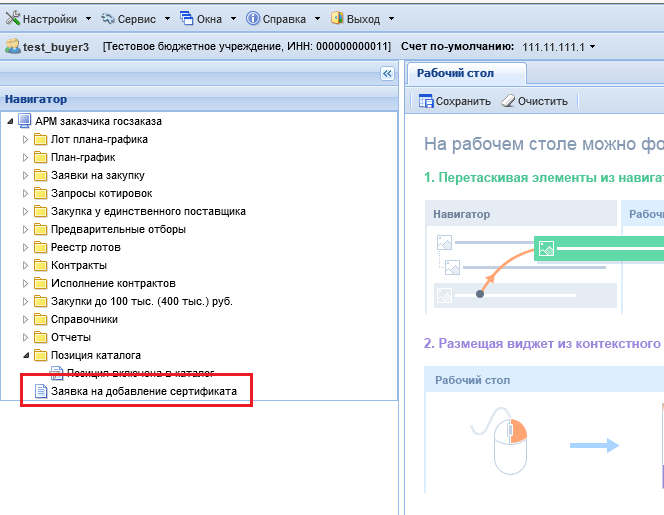 Настройки Сервис Окна Справка Выход
test_buyer3 [Тестовое бюджетное учреждение, ИНН: 000000000011] Счет по-умолчанию: 111.11.111.1
Навигатор
АРМ заказчика госзаказа
Лот плана-графика
План-график
Заявки на закупку
Запросы котировок
Закупка у единственного поставщика
Предварительные отборы
Реестр лотов
Контракты
Исполнение контрактов
Закупки до 100 тыс. (400 тыс.) руб.
Справочники
Отчеты
Позиция каталога
Позиция включена в каталог
Заявка на добавление сертификата
Рабочий стол
Сохранить Очистить
На рабочем столе можно фо
1. Перетаскивая элементы из навига
Навигатор Рабоч
2. Размещая виджет из контекстного
Рабочий стол